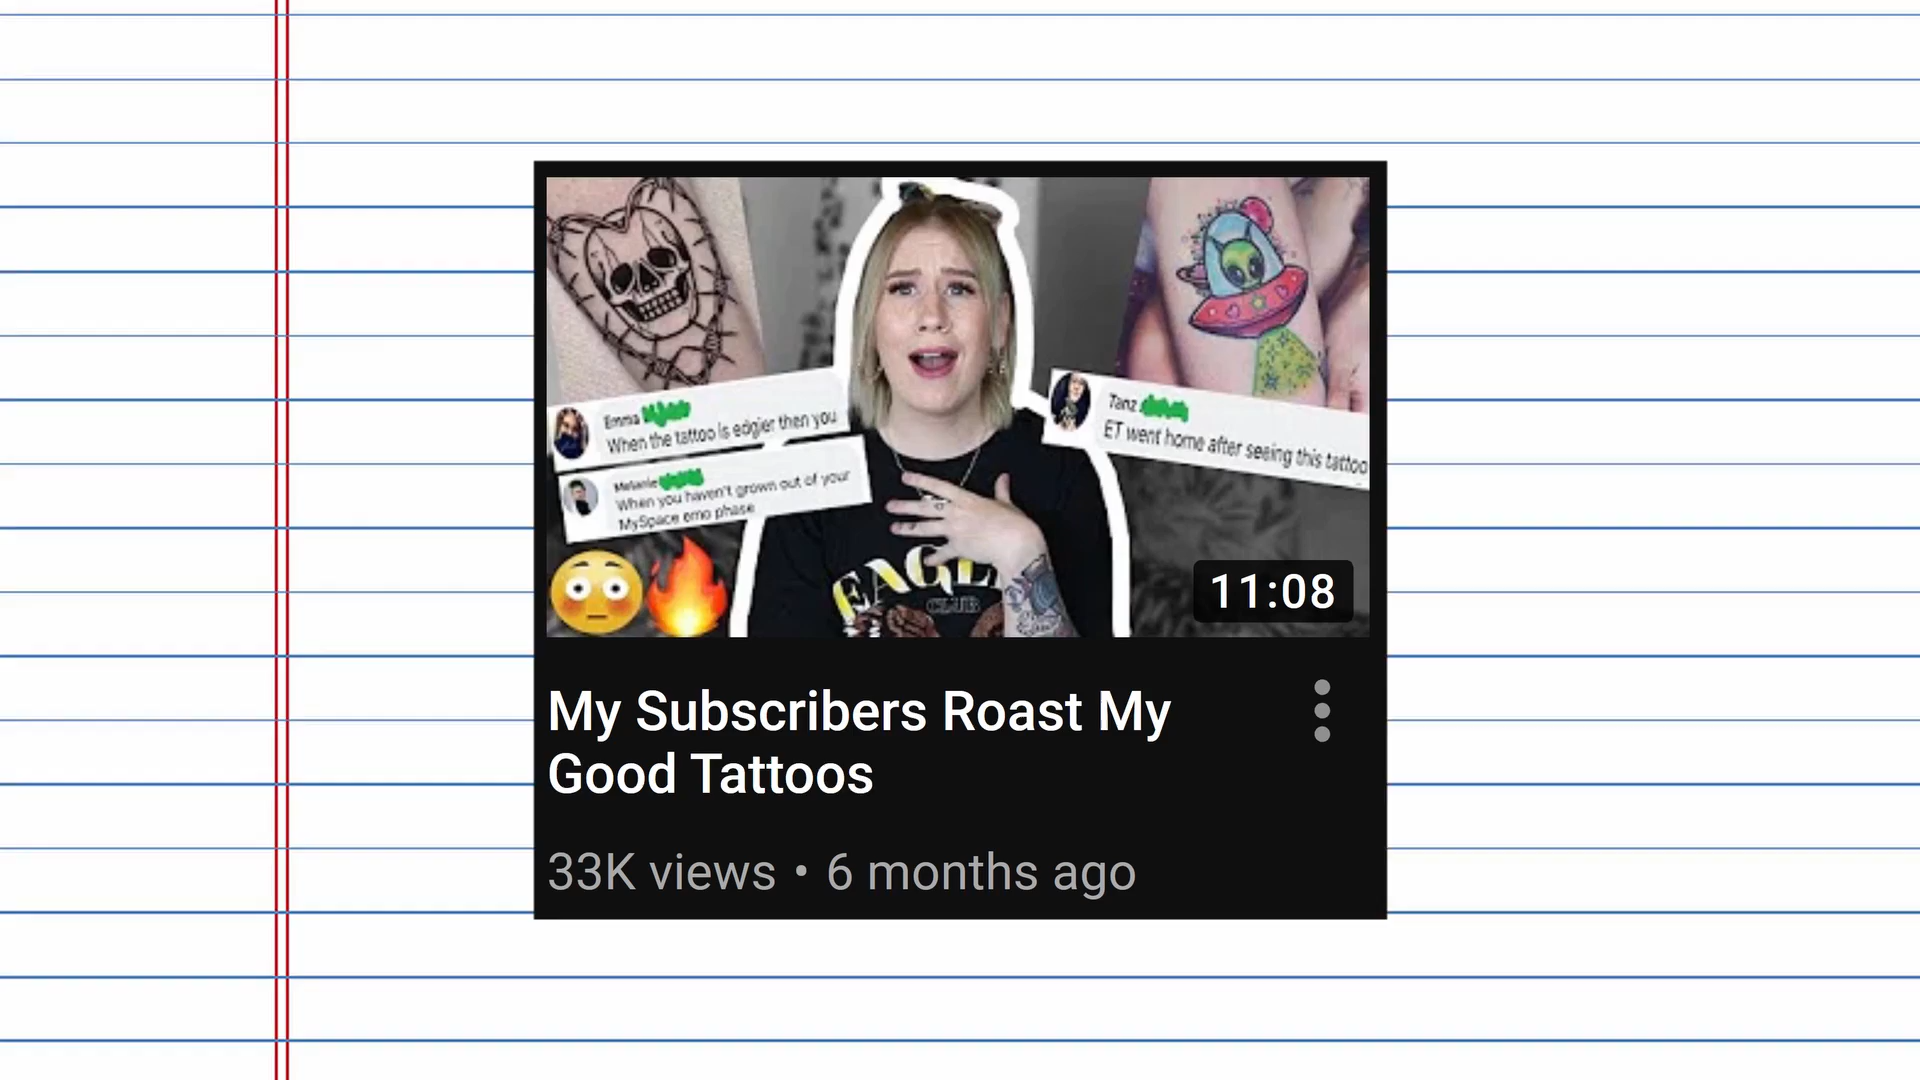 Emma
When the tattoo is edgier then you
Melanie
When you haven't grown out of your
MySpace emo phase
Tanz
ET went home after seeing this tattoo
EAGLE
CLUB
11:08
My Subscribers Roast My
Good Tattoos
33K views • 6 months ago